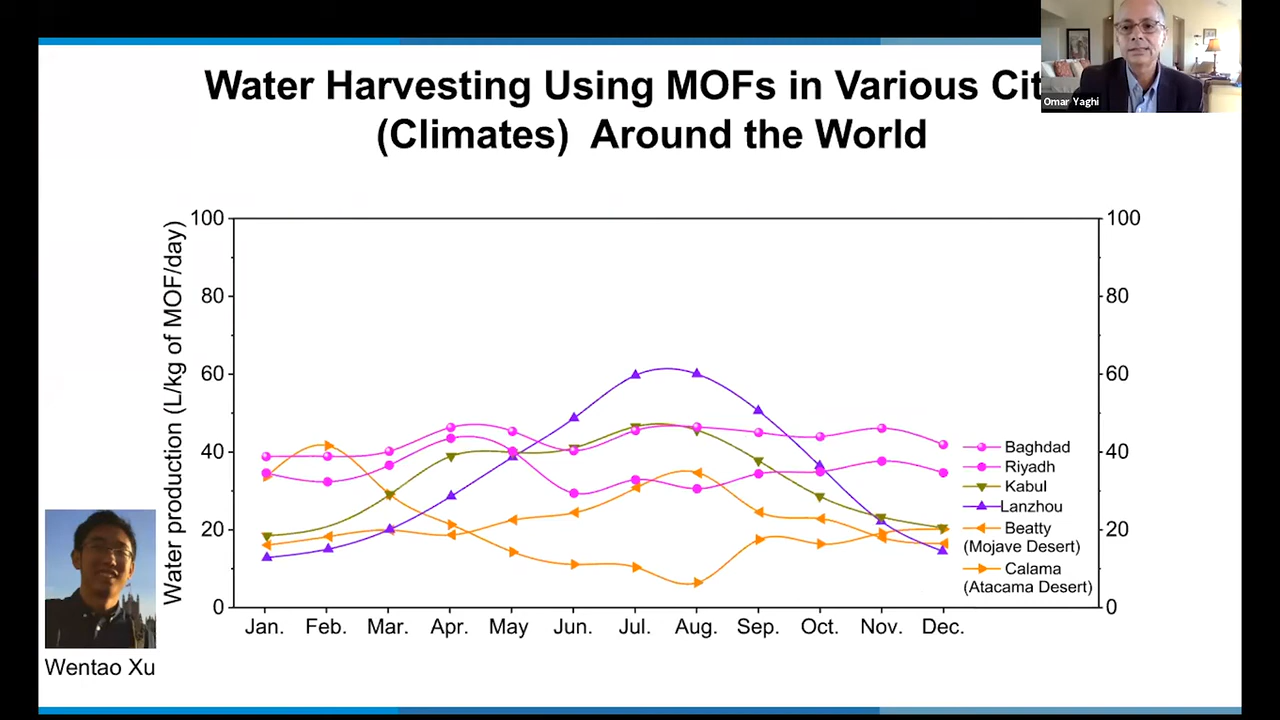 Omar Yaghi
Water Harvesting Using MOFs in Various Cit
(Climates) Around the World
Water production (L/kg of MOF/day)
100
80
60
40
20
0
100
80
60
40
20
0
Jan. Feb. Mar. Apr. May Jun. Jul. Aug. Sep. Oct. Nov. Dec.
Baghdad
Riyadh
Kabul
Lanzhou
Beatty
(Mojave Desert)
Calama
(Atacama Desert)
Wentao Xu